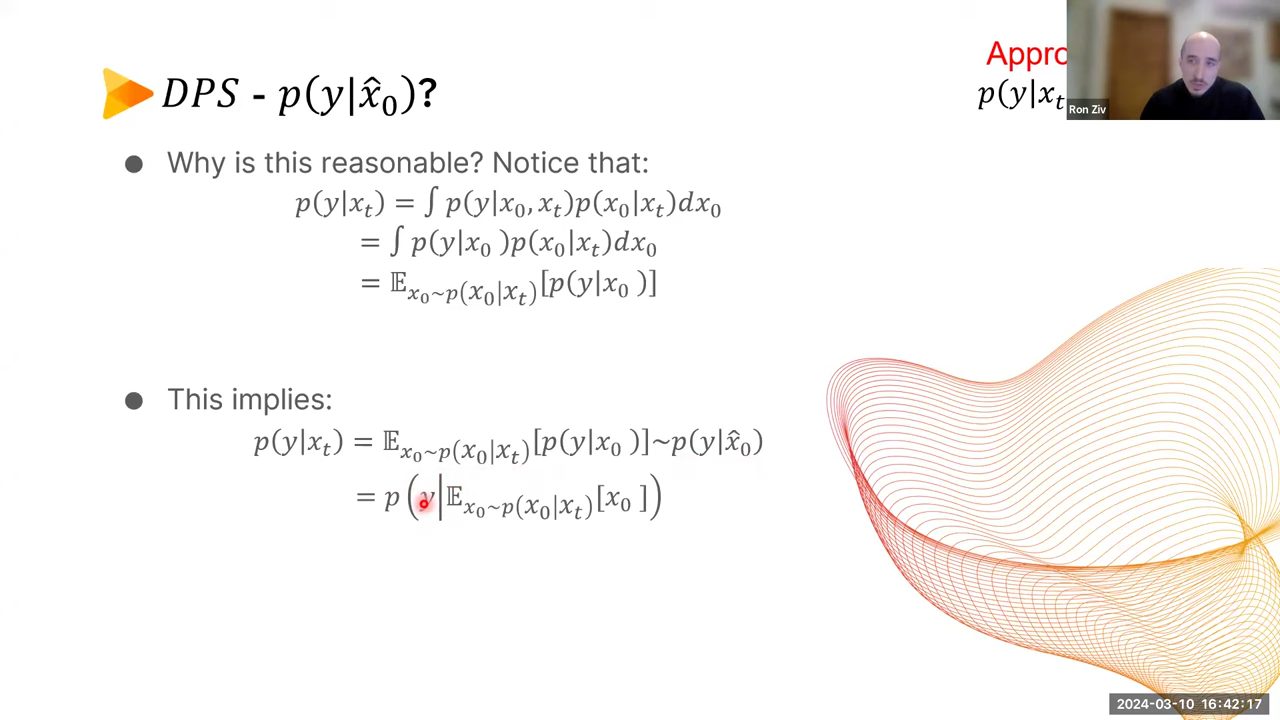 DPS - p(y|x̂₀)?
Appro
p(y|xₜ
Ron Ziv
● Why is this reasonable? Notice that:
p(y|xₜ) = ∫ p(y|x₀, xₜ)p(x₀|xₜ)dx₀
= ∫ p(y|x₀ )p(x₀|xₜ)dx₀
= 𝔼ₓ₀~p(x₀|xₜ)[p(y|x₀ )]
● This implies:
p(y|xₜ) = 𝔼ₓ₀~p(x₀|xₜ)[p(y|x₀ )]~p(y|x̂₀)
= p(y|𝔼ₓ₀~p(x₀|xₜ)[x₀ ])
2024-03-10 16:42:17